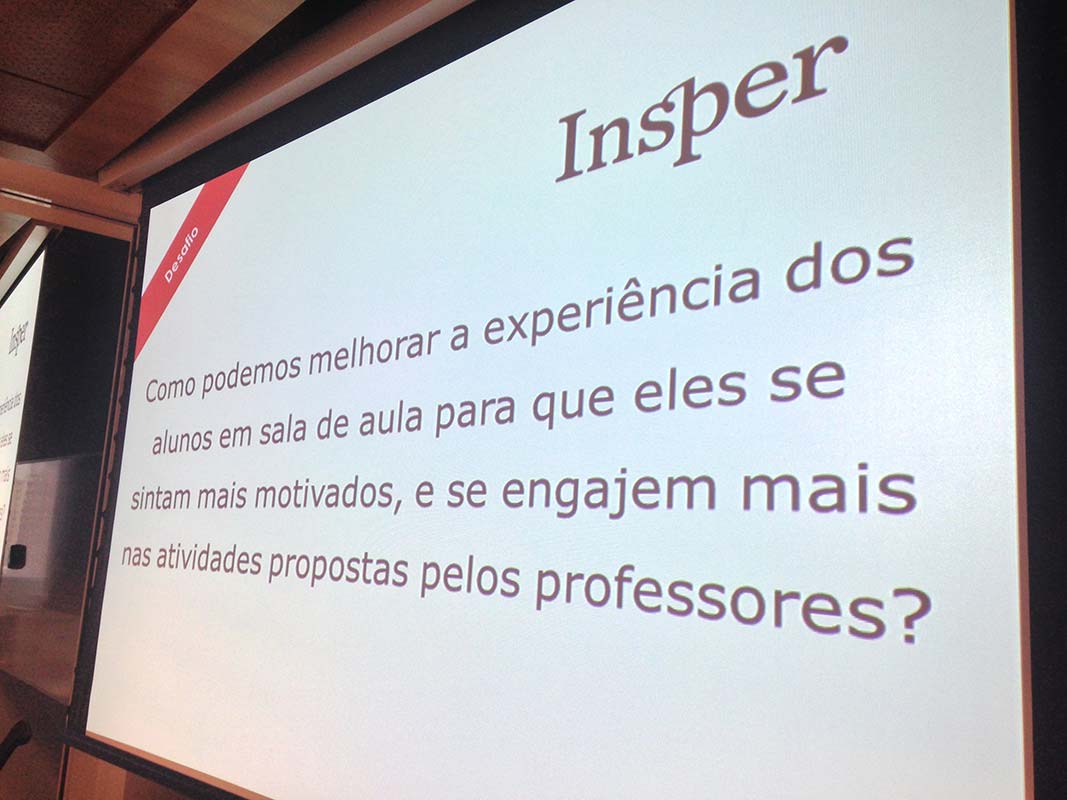 Insper
Desafio
Como podemos melhorar a experiência dos
alunos em sala de aula para que eles se
sintam mais motivados, e se engajem mais
nas atividades propostas pelos professores?
Insper